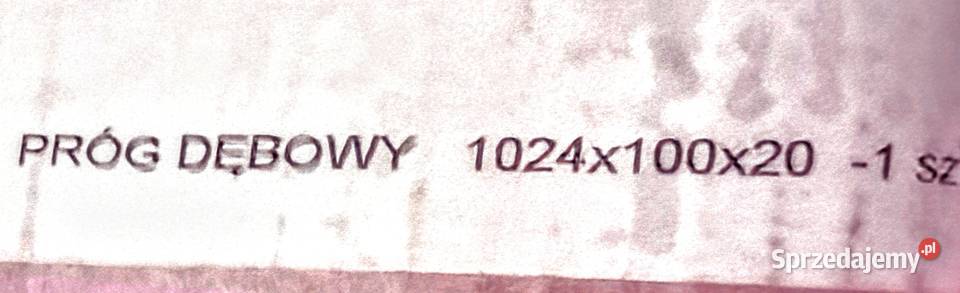 PRÓG DĘBOWY 1024x100x20 -1 sz
Sprzedajemy.pl